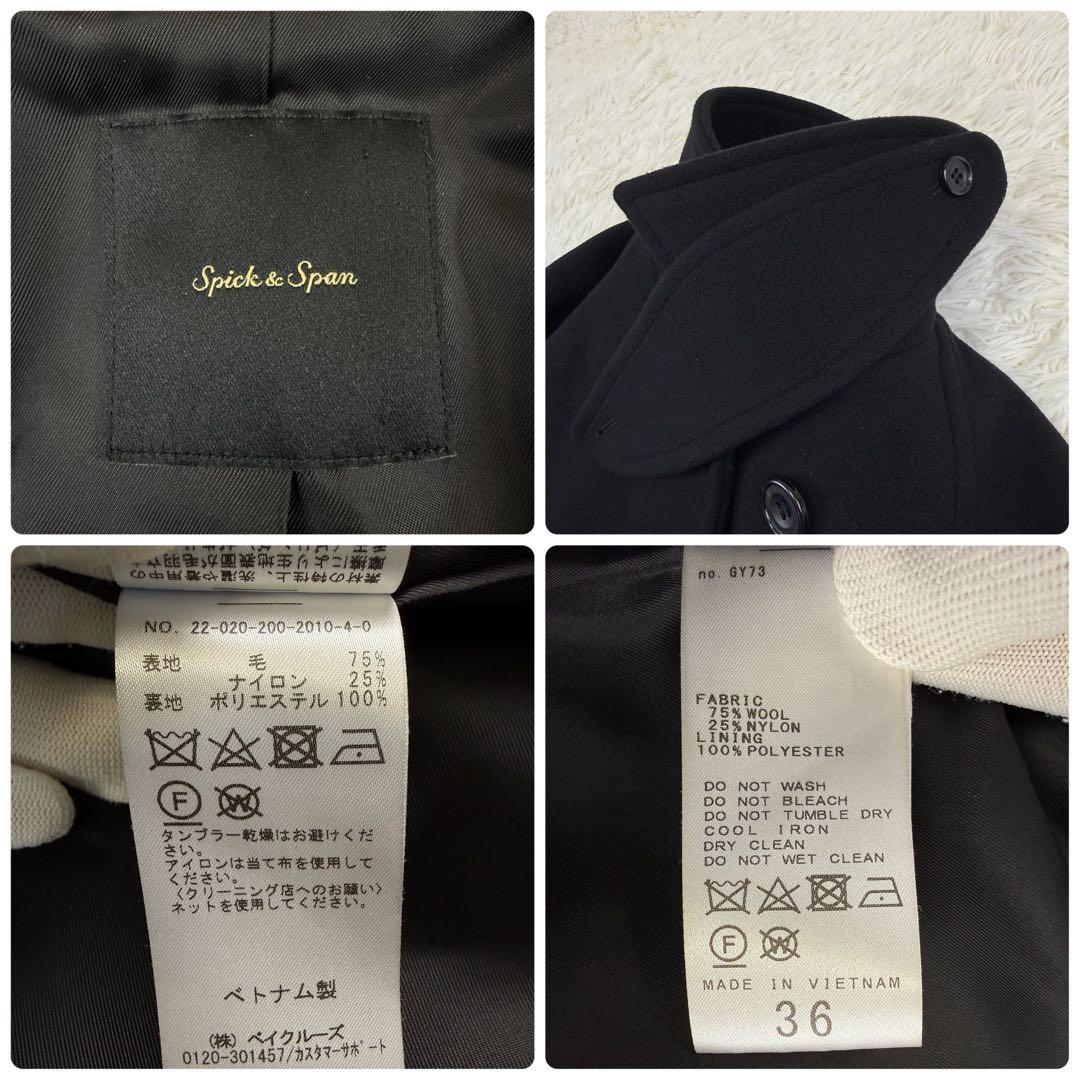 Spick & Span
NO. 22-020-200-2010-4-0
表地 毛 75%
ナイロン 25%
裏地 ポリエステル 100%
F
W
タンブラー乾燥はお避けくだ
さい。
アイロンは当て布を使用して
ください。
〈クリーニング店へのお願い〉
ネットを使用してください。
ベトナム製
(株) ベイクルーズ
0120-301457/カスタマーサポート
no. GY73
FABRIC
75% WOOL
25% NYLON
LINING
100% POLYESTER
DO NOT WASH
DO NOT BLEACH
DO NOT TUMBLE DRY
COOL IRON
DRY CLEAN
DO NOT WET CLEAN
F
W
MADE IN VIETNAM
36